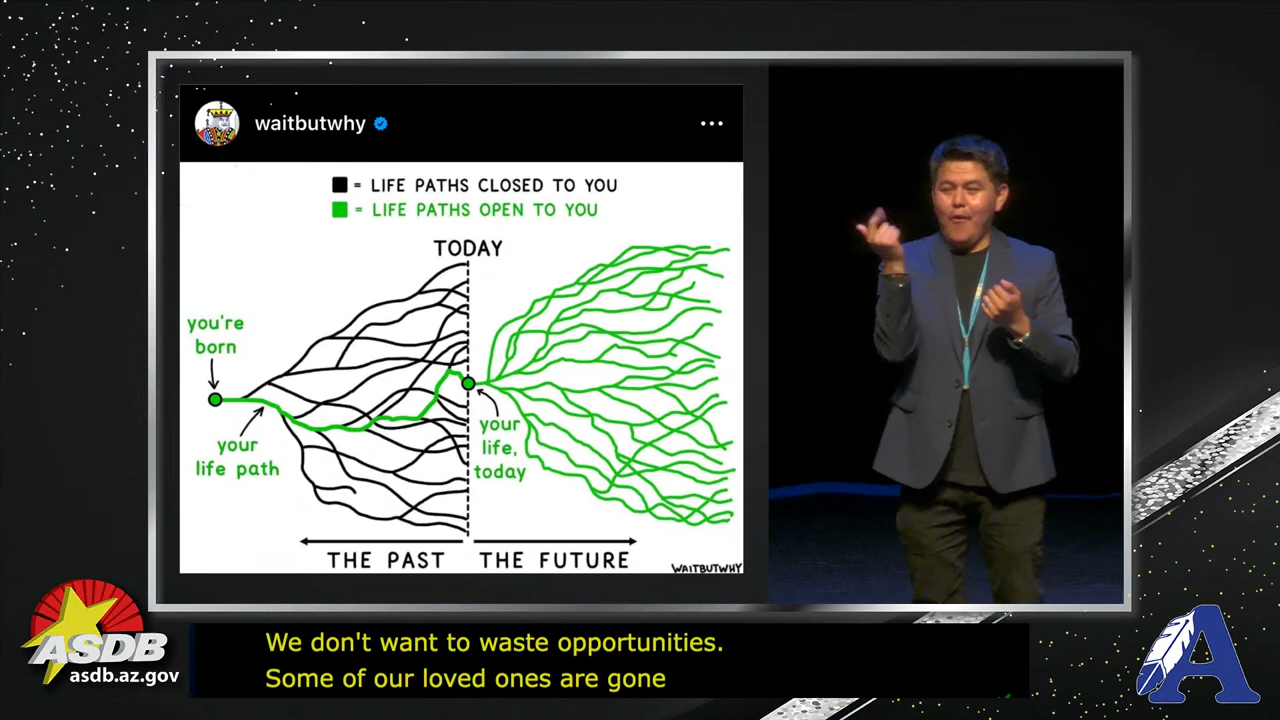 waitbutwhy
= LIFE PATHS CLOSED TO YOU
= LIFE PATHS OPEN TO YOU
TODAY
you're
born
your
life path
your
life,
today
THE PAST
THE FUTURE
WAITBUTWHY
ASDB
asdb.az.gov
A
We don't want to waste opportunities.
Some of our loved ones are gone